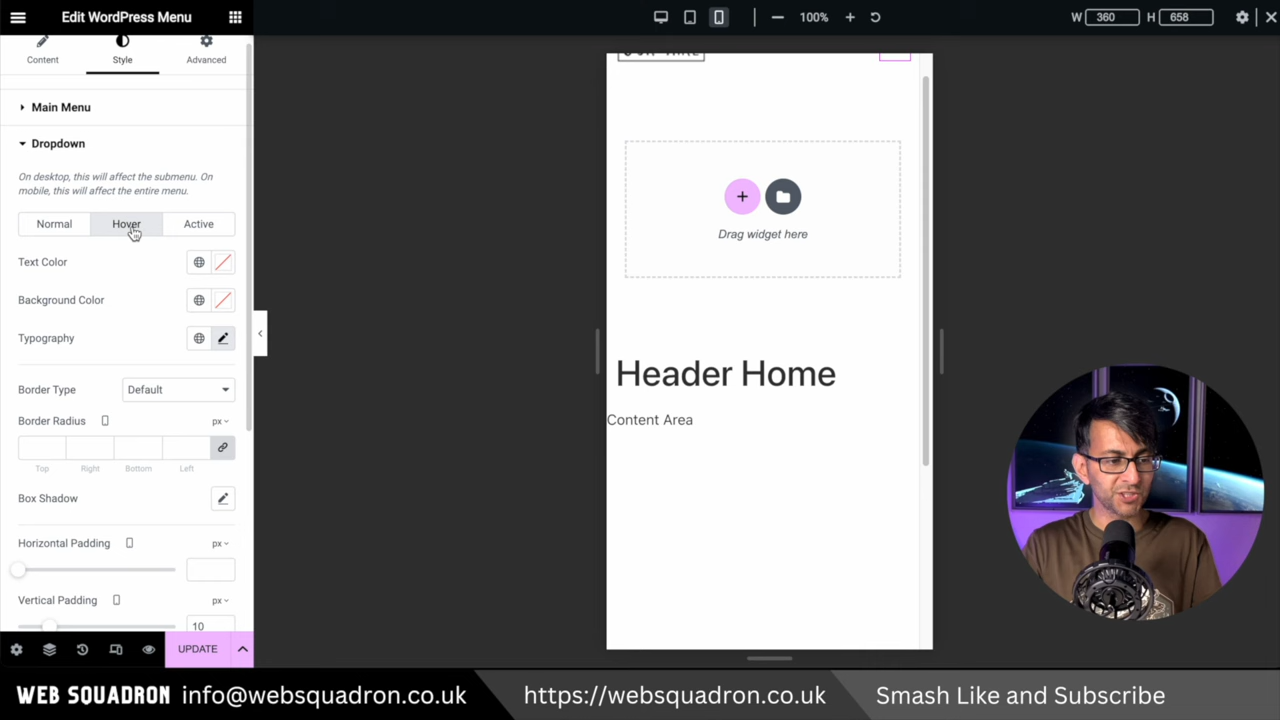 Edit WordPress Menu
100%
W 360 H 658
Content
Style
Advanced
Main Menu
Dropdown
On desktop, this will affect the submenu. On
mobile, this will affect the entire menu.
Normal
Hover
Active
Text Color
Background Color
Typography
Border Type
Default
Border Radius
px
Top
Right
Bottom
Left
Box Shadow
Horizontal Padding
px
Vertical Padding
px
10
UPDATE
Drag widget here
Header Home
Content Area
WEB SQUADRON info@websquadron.co.uk
https://websquadron.co.uk
Smash Like and Subscribe